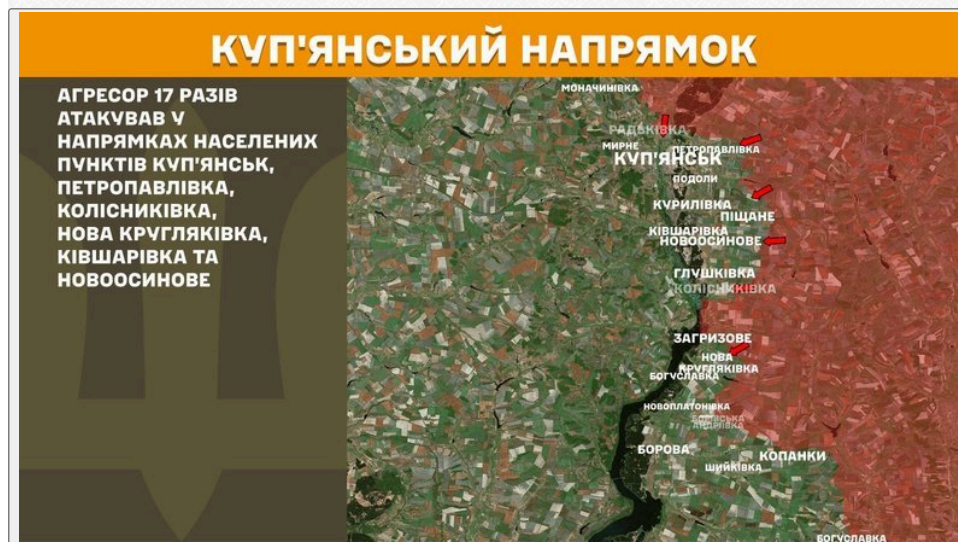 КУП'ЯНСЬКИЙ НАПРЯМОК
АГРЕСОР 17 РАЗІВ
АТАКУВАВ У
НАПРЯМКАХ НАСЕЛЕНИХ
ПУНКТІВ КУП'ЯНСЬК,
ПЕТРОПАВЛІВКА,
КОЛІСНИКІВКА,
НОВА КРУГЛЯКІВКА,
КІВШАРІВКА ТА
НОВООСИНОВЕ
МОНАЧИНІВКА
РАДЬКІВКА
МИРНЕ
ПЕТРОПАВЛІВКА
КУП'ЯНСЬК
ПОДОЛИ
КУРИЛІВКА
ПІЩАНЕ
КІВШАРІВКА
НОВООСИНОВЕ
ГЛУШКІВКА
КОЛІСНИКІВКА
ЗАГРИЗОВЕ
НОВА
КРУГЛЯКІВКА
БОГУСЛАВКА
НОВОПЛАТОНІВКА
БОРІВСЬКА
АНДРІЇВКА
БОРОВА
КОПАНКИ
ШИЙКІВКА
БОГУСЛАВКА